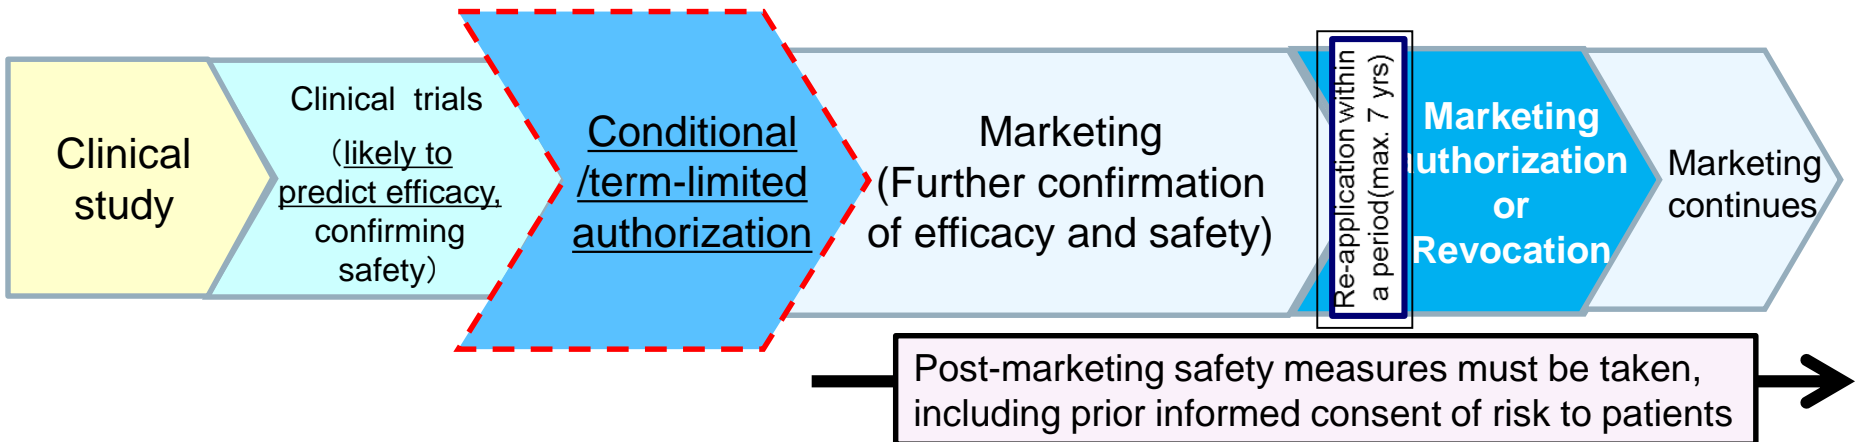 Clinical
study
Clinical trials
（likely to
predict efficacy,
confirming
safety）
Conditional
/term-limited
authorization
Marketing
(Further confirmation
of efficacy and safety)
Re-application within
a period(max. 7 yrs)
Marketing
uthorization
or
Revocation
Marketing
continues
Post-marketing safety measures must be taken,
including prior informed consent of risk to patients